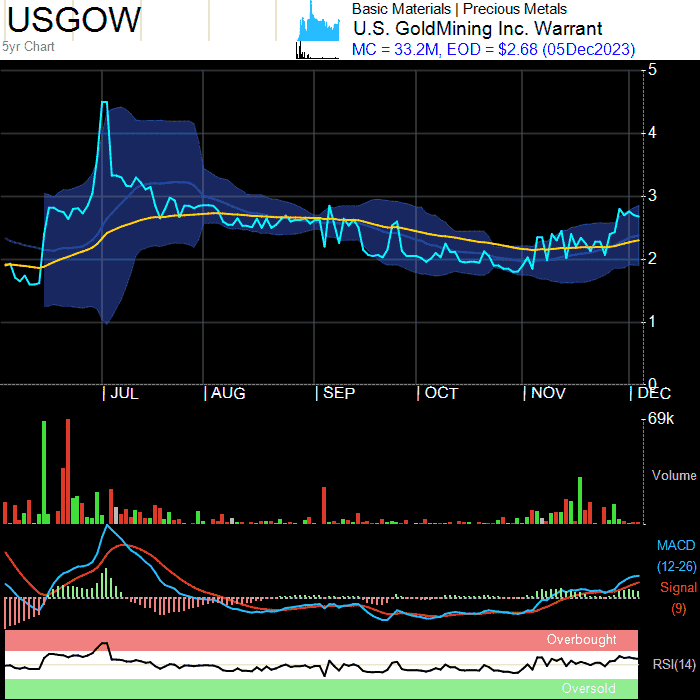 USGOW
5yr Chart
Basic Materials | Precious Metals
U.S. GoldMining Inc. Warrant
MC = 33.2M, EOD = $2.68 (05Dec2023)
5
4
3
2
1
0
| JUL | AUG | SEP | OCT | NOV | DEC
69k
Volume
MACD
(12-26)
Signal
(9)
Overbought
RSI(14)
Oversold